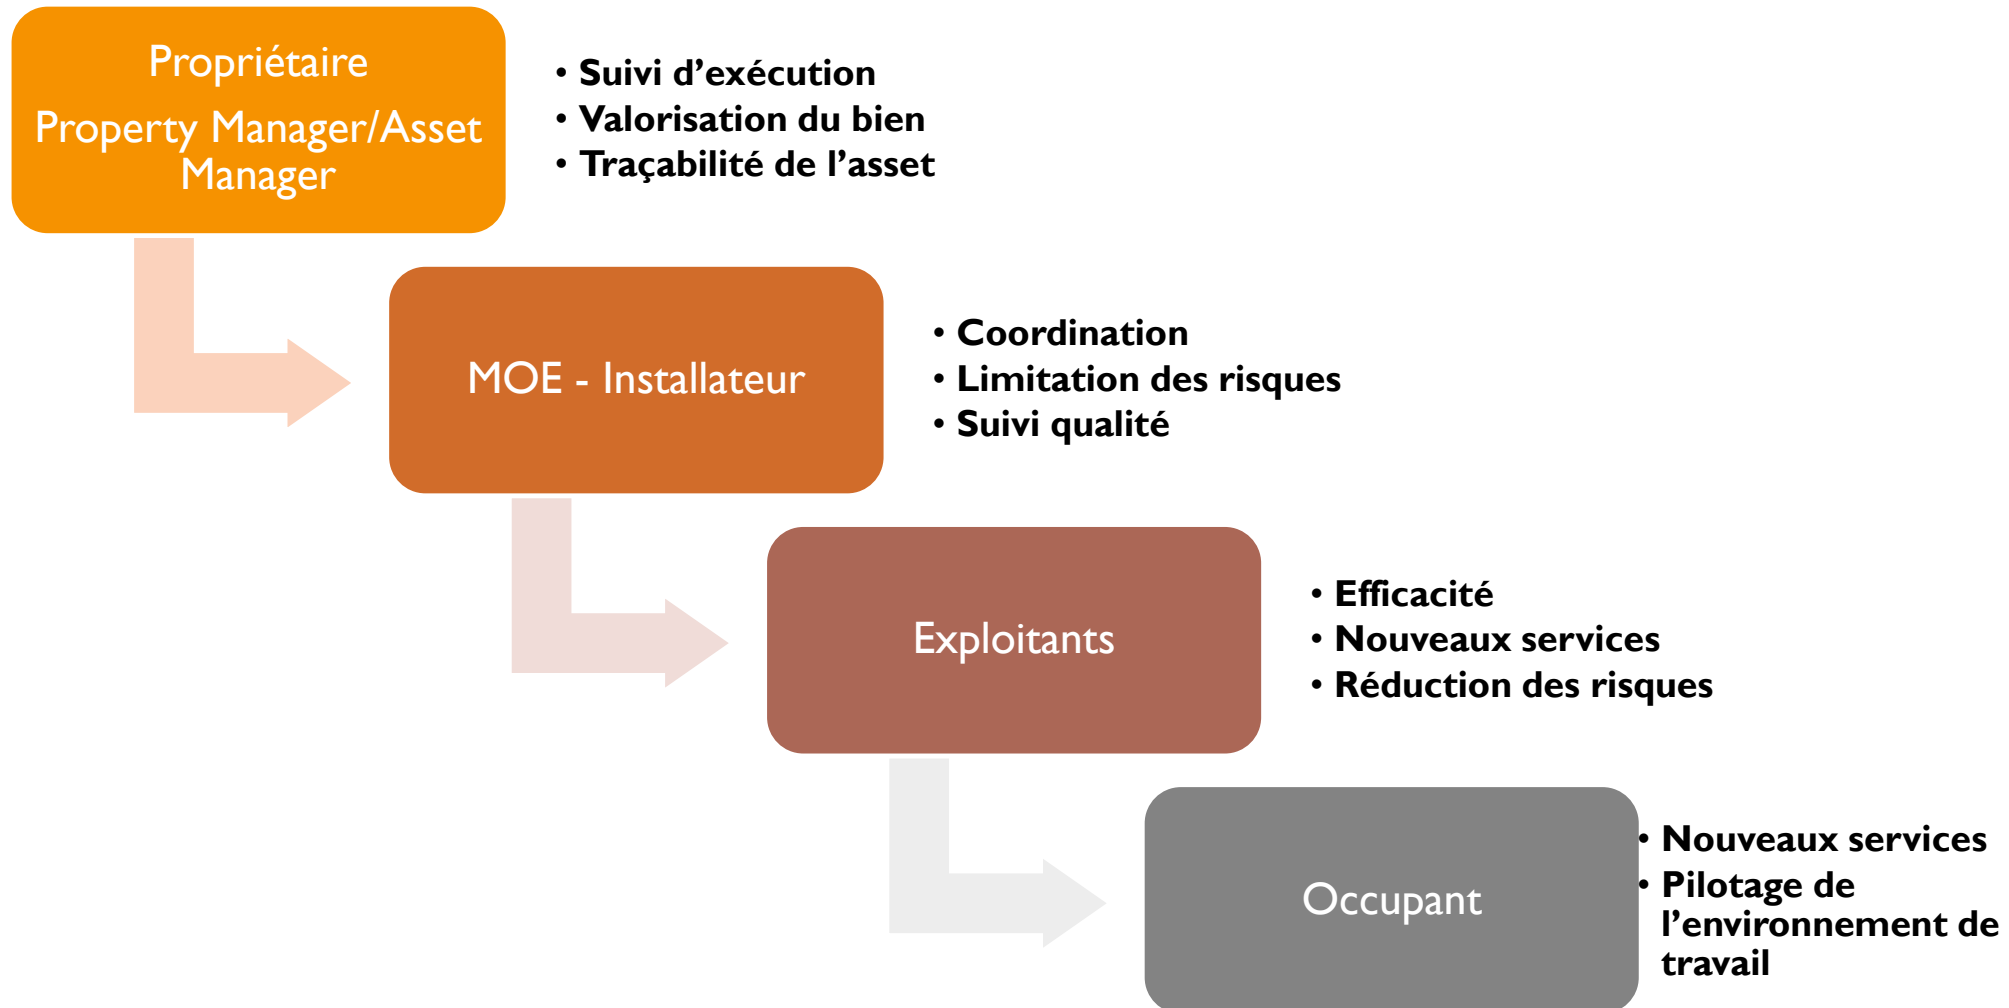 Propriétaire
Property Manager/Asset
Manager
• Suivi d’exécution
• Valorisation du bien
• Traçabilité de l’asset
MOE - Installateur
• Coordination
• Limitation des risques
• Suivi qualité
Exploitants
• Efficacité
• Nouveaux services
• Réduction des risques
Occupant
• Nouveaux services
• Pilotage de
l’environnement de
travail